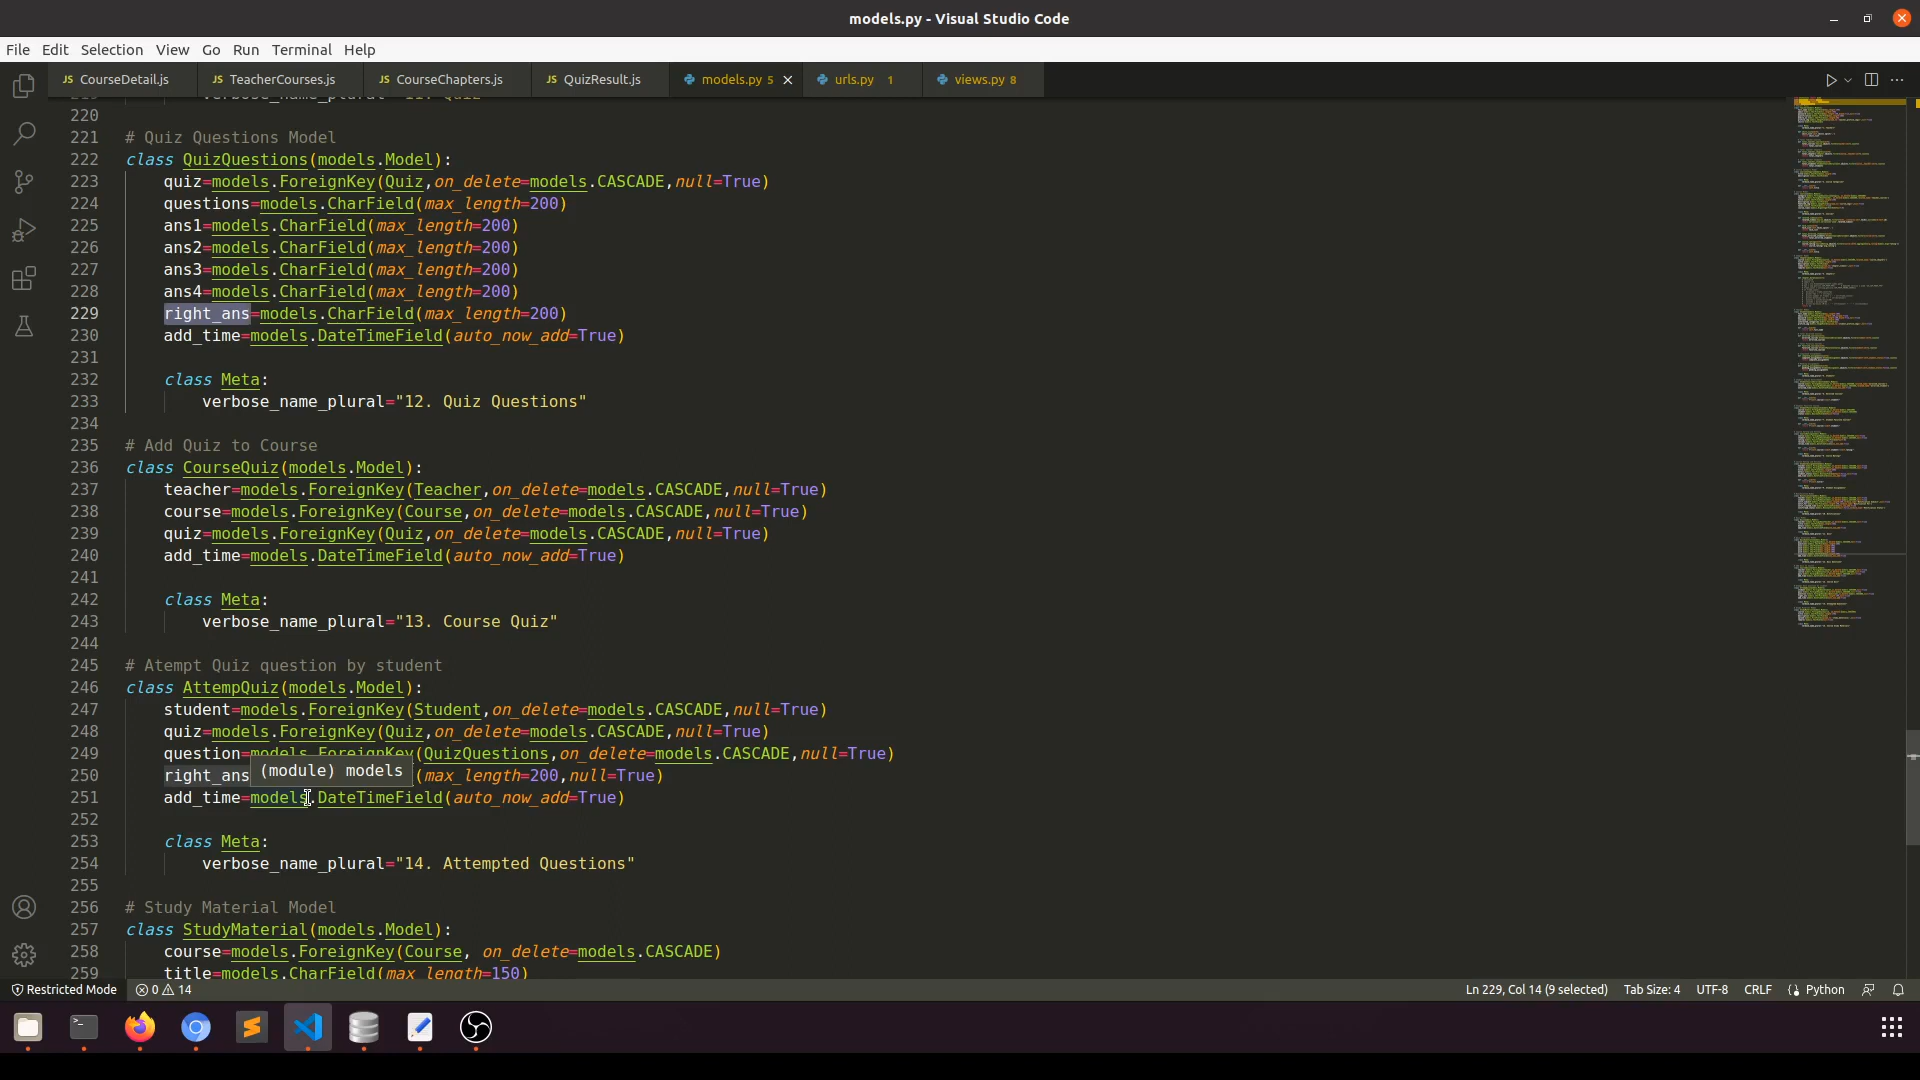 models.py - Visual Studio Code
File Edit Selection View Go Run Terminal Help
JS CourseDetail.js JS TeacherCourses.js JS CourseChapters.js JS QuizResult.js models.py 5 urls.py 1 views.py 8
220
221 # Quiz Questions Model
222 class QuizQuestions(models.Model):
223 quiz=models.ForeignKey(Quiz,on_delete=models.CASCADE,null=True)
224 questions=models.CharField(max_length=200)
225 ans1=models.CharField(max_length=200)
226 ans2=models.CharField(max_length=200)
227 ans3=models.CharField(max_length=200)
228 ans4=models.CharField(max_length=200)
229 right_ans=models.CharField(max_length=200)
230 add_time=models.DateTimeField(auto_now_add=True)
231
232 class Meta:
233 verbose_name_plural="12. Quiz Questions"
234
235 # Add Quiz to Course
236 class CourseQuiz(models.Model):
237 teacher=models.ForeignKey(Teacher,on_delete=models.CASCADE,null=True)
238 course=models.ForeignKey(Course,on_delete=models.CASCADE,null=True)
239 quiz=models.ForeignKey(Quiz,on_delete=models.CASCADE,null=True)
240 add_time=models.DateTimeField(auto_now_add=True)
241
242 class Meta:
243 verbose_name_plural="13. Course Quiz"
244
245 # Atempt Quiz question by student
246 class AttempQuiz(models.Model):
247 student=models.ForeignKey(Student,on_delete=models.CASCADE,null=True)
248 quiz=models.ForeignKey(Quiz,on_delete=models.CASCADE,null=True)
249 question=models.ForeignKey(QuizQuestions,on_delete=models.CASCADE,null=True)
250 right_ans (module) models (max_length=200,null=True)
251 add_time=models.DateTimeField(auto_now_add=True)
252
253 class Meta:
254 verbose_name_plural="14. Attempted Questions"
255
256 # Study Material Model
257 class StudyMaterial(models.Model):
258 course=models.ForeignKey(Course, on_delete=models.CASCADE)
259 title=models.CharField(max_length=150)
Restricted Mode 0 14 Ln 229, Col 14 (9 selected) Tab Size: 4 UTF-8 CRLF Python